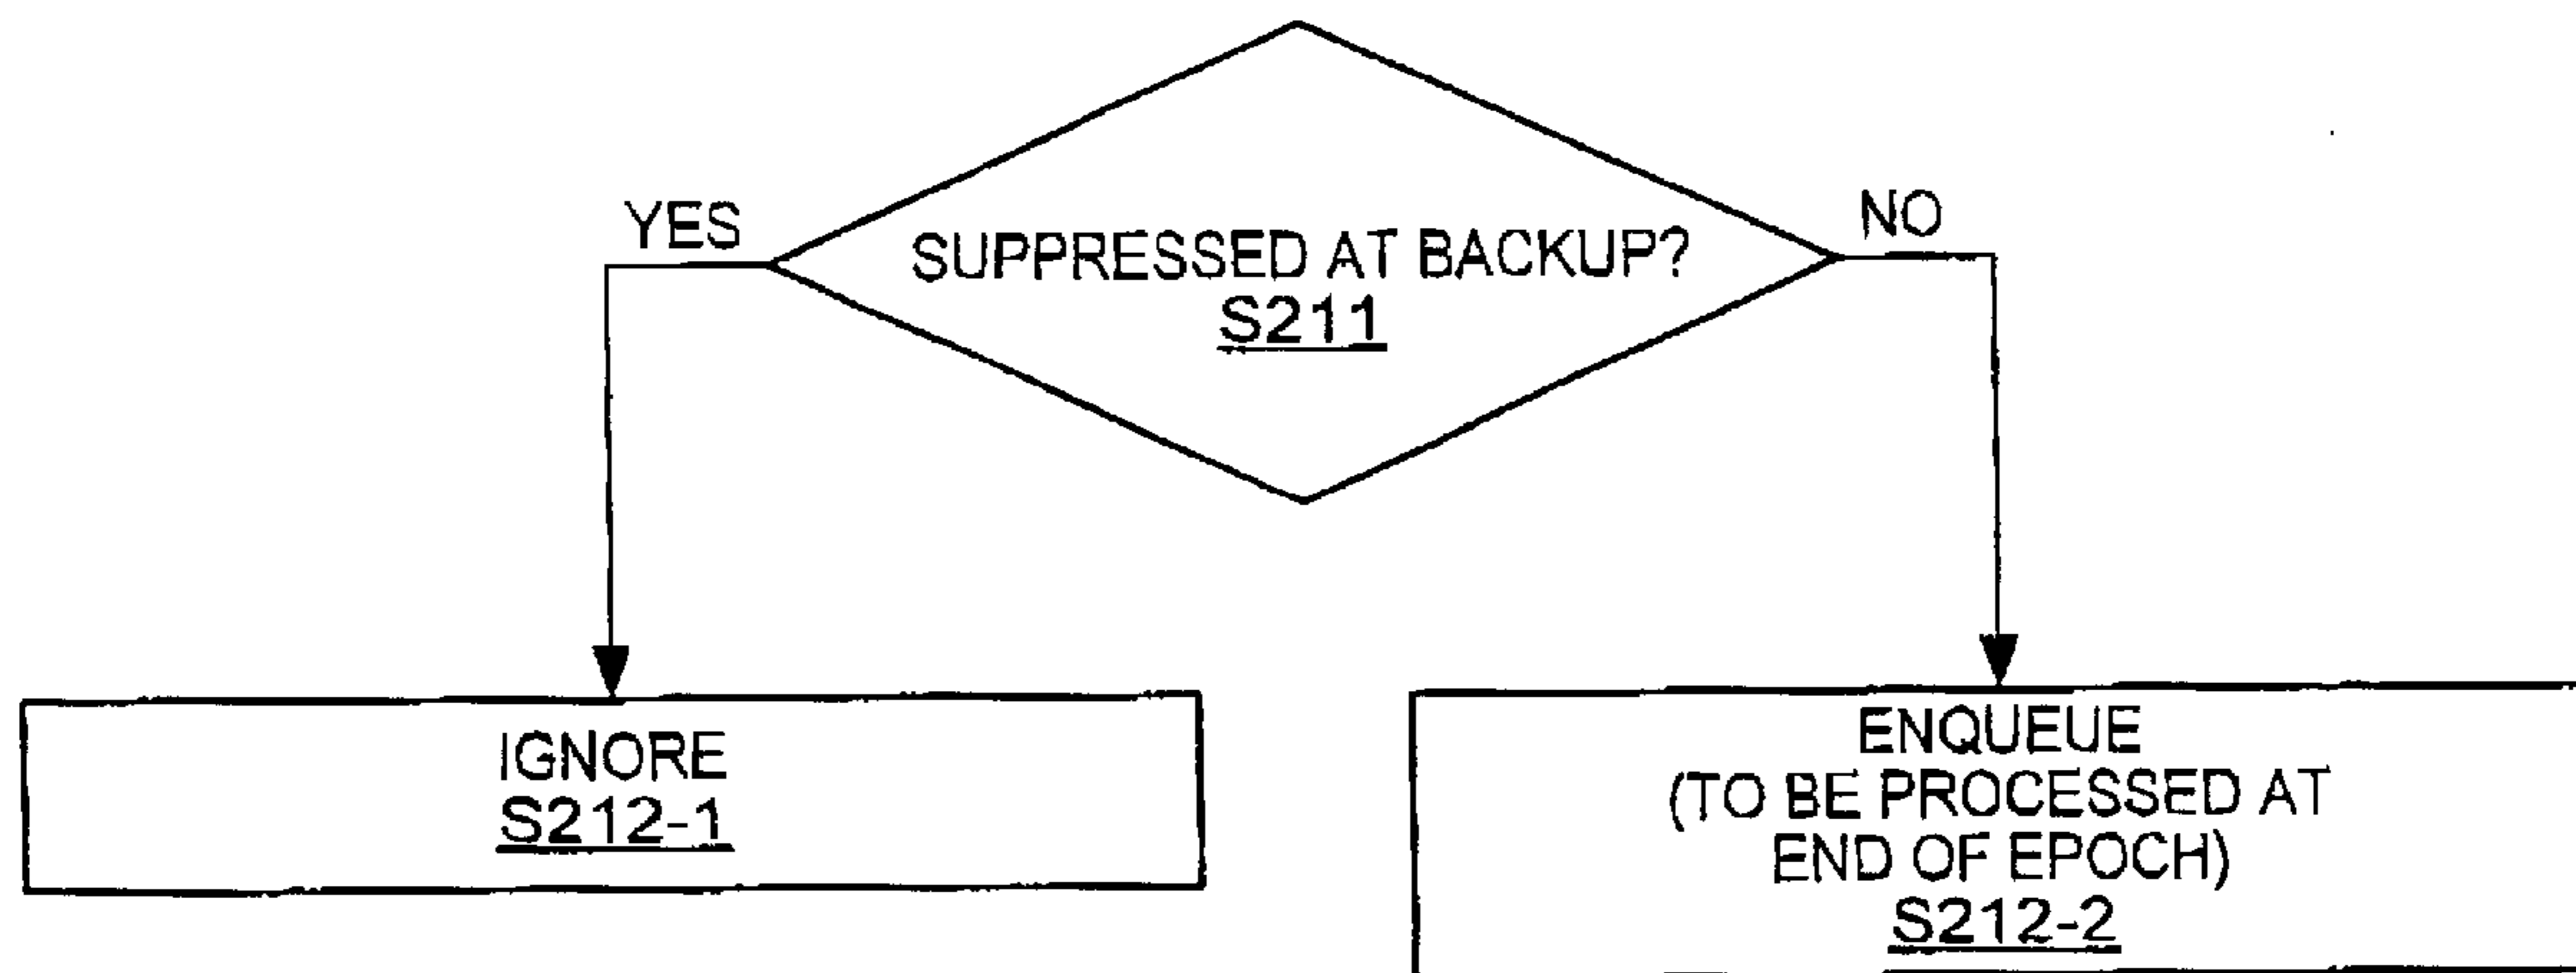 YES
NO
SUPPRESSED AT BACKUP?
S211
IGNORE
S212-1
ENQUEUE
(TO BE PROCESSED AT
END OF EPOCH)
S212-2